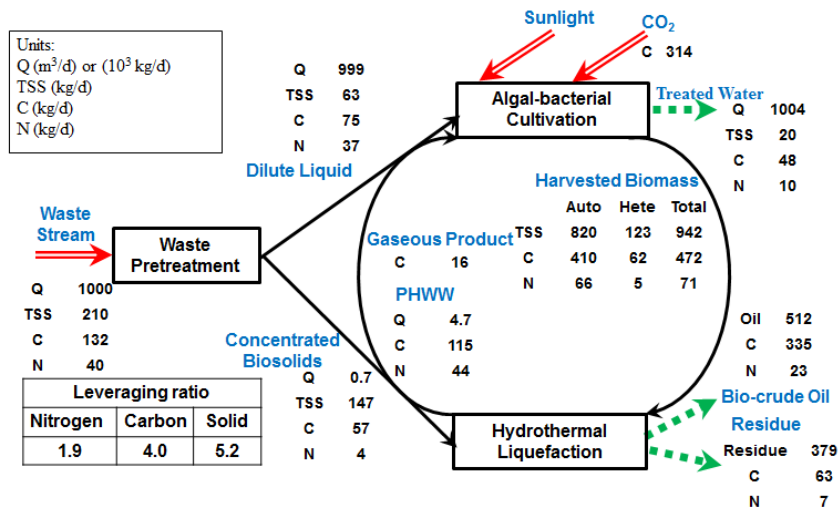 Units:
Q (m³/d) or (10³ kg/d)
TSS (kg/d)
C (kg/d)
N (kg/d)
Sunlight
CO₂
C 314
Q 999
TSS 63
C 75
N 37
Dilute Liquid
Algal-bacterial
Cultivation
Treated Water
Q 1004
TSS 20
C 48
N 10
Harvested Biomass
Auto Hete Total
TSS 820 123 942
C 410 62 472
N 66 5 71
Waste
Stream
Waste
Pretreatment
Q 1000
TSS 210
C 132
N 40
Gaseous Product
C 16
PHWW
Q 4.7
C 115
N 44
Concentrated
Biosolids
Q 0.7
TSS 147
C 57
N 4
Leveraging ratio
Nitrogen Carbon Solid
1.9 4.0 5.2
Hydrothermal
Liquefaction
Oil 512
C 335
N 23
Bio-crude Oil
Residue
Residue 379
C 63
N 7